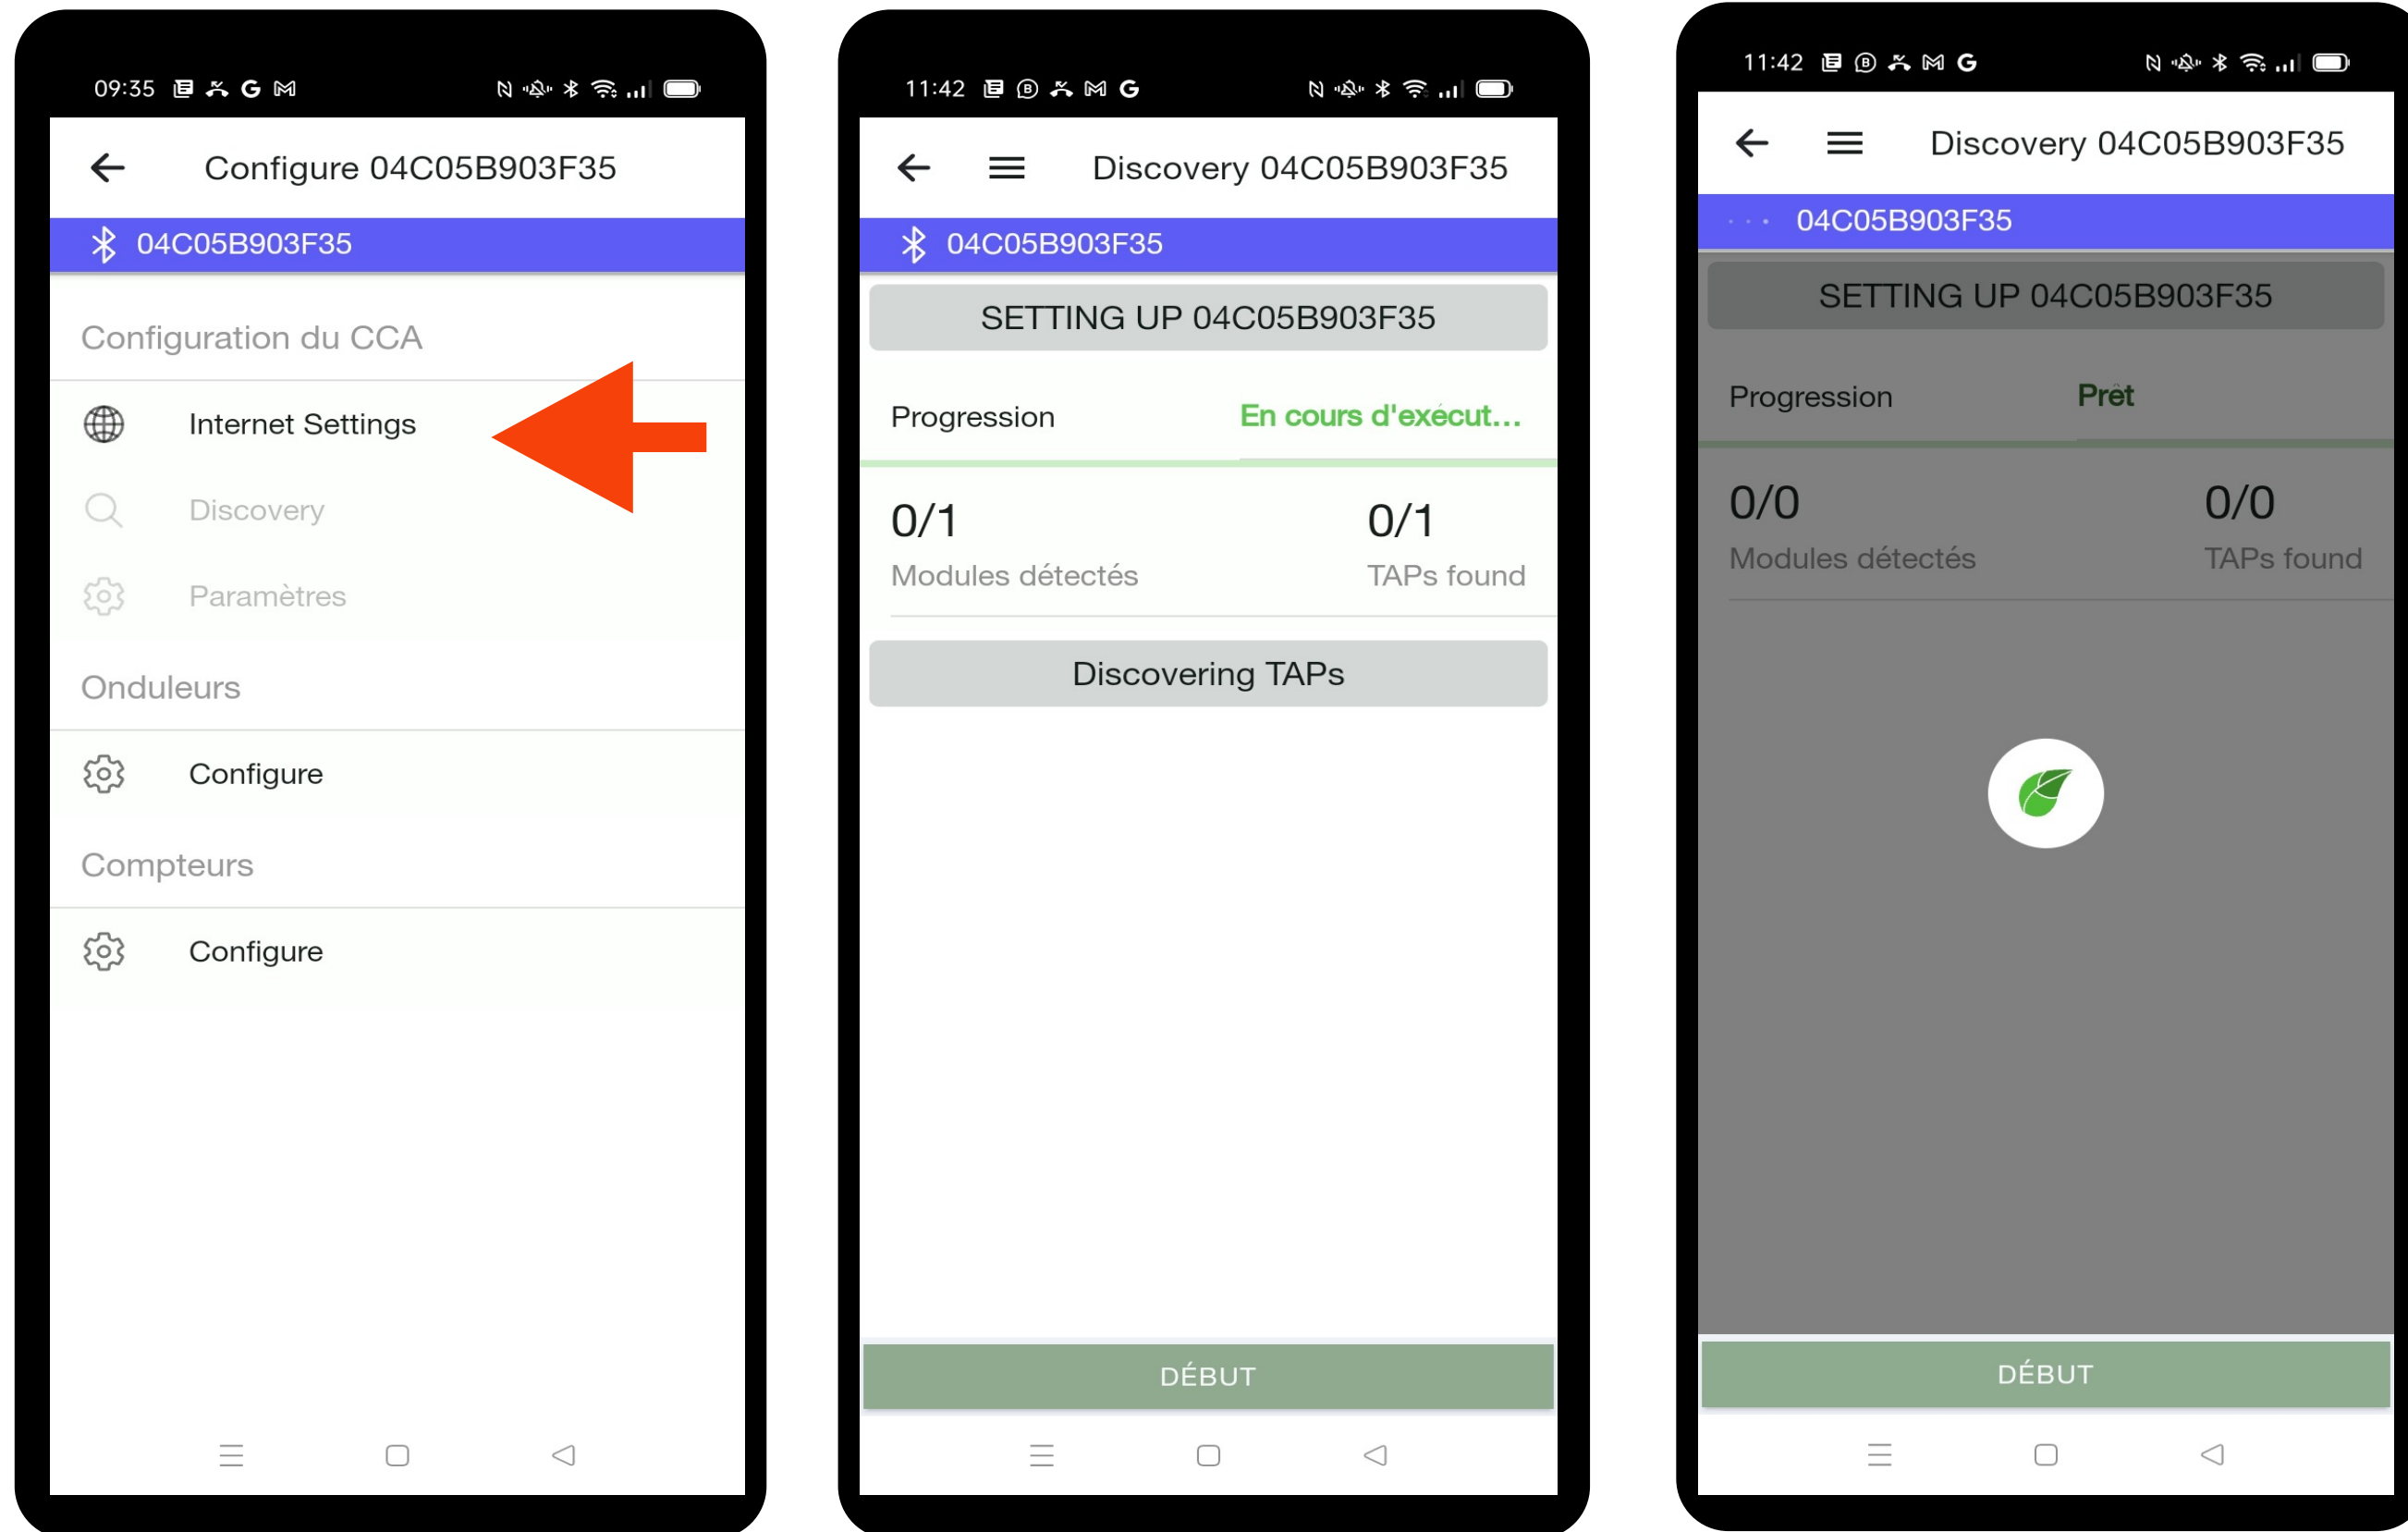 09:35
Configure 04C05B903F35
04C05B903F35
Configuration du CCA
Internet Settings
Discovery
Paramètres
Onduleurs
Configure
Compteurs
Configure
11:42
Discovery 04C05B903F35
04C05B903F35
SETTING UP 04C05B903F35
Progression En cours d'exécut...
0/1 0/1
Modules détectés TAPs found
Discovering TAPs
DÉBUT
11:42
Discovery 04C05B903F35
04C05B903F35
SETTING UP 04C05B903F35
Progression Prêt
0/0 0/0
Modules détectés TAPs found
DÉBUT